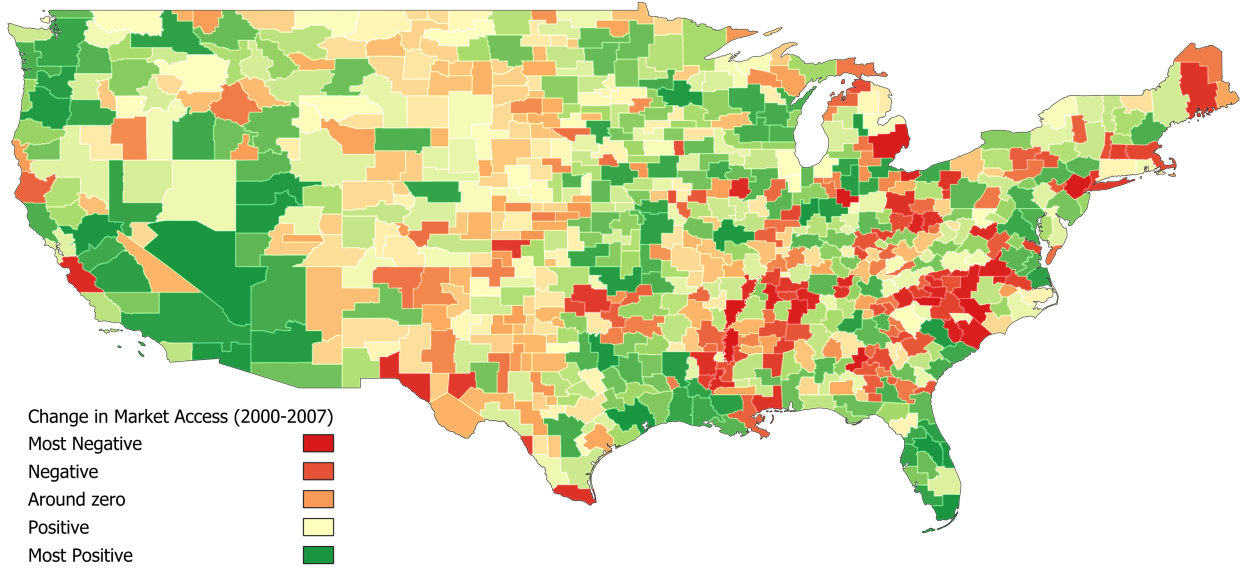 Change in Market Access (2000-2007)
Most Negative
Negative
Around zero
Positive
Most Positive